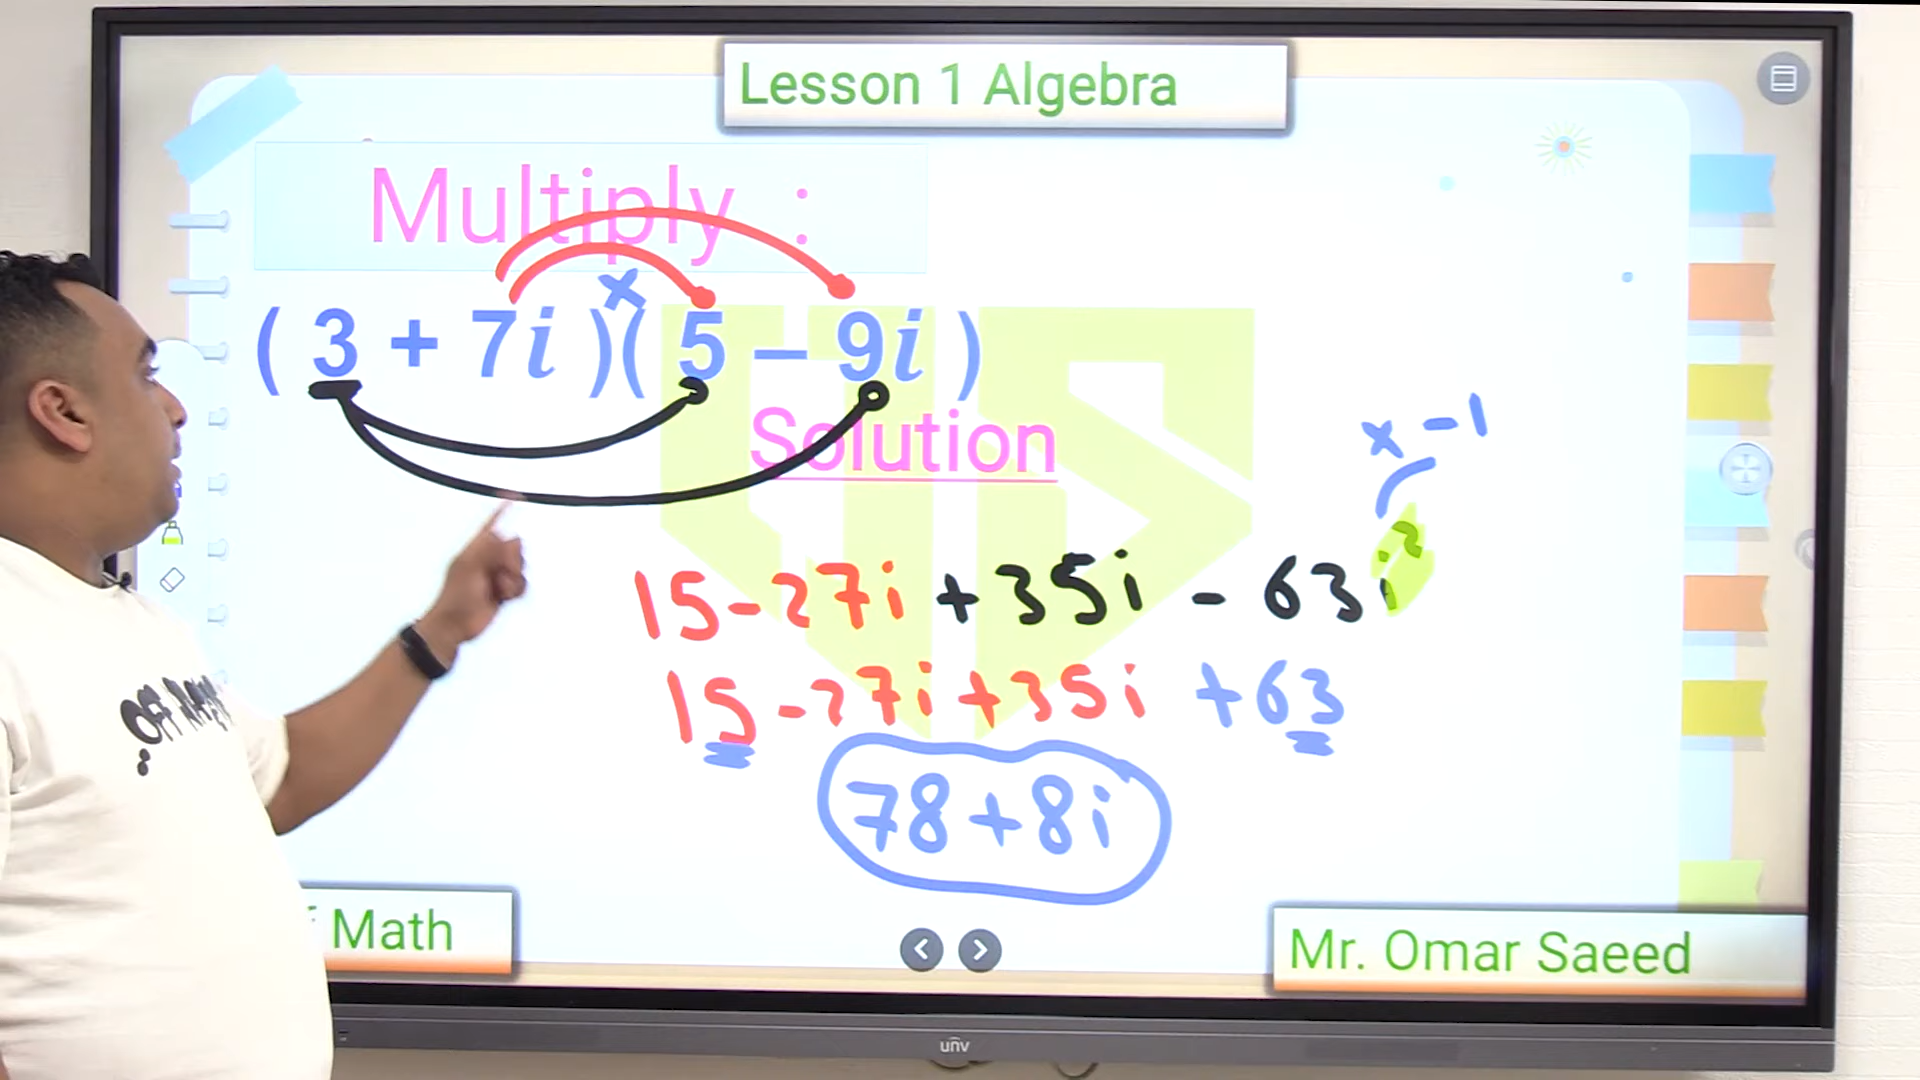 Lesson 1 Algebra
Multiply :
x
( 3 + 7i )( 5 – 9i )
Solution
x -1
15-27i +35i - 63i²
15-27i+35i +63
78+8i
Math
Mr. Omar Saeed
unv